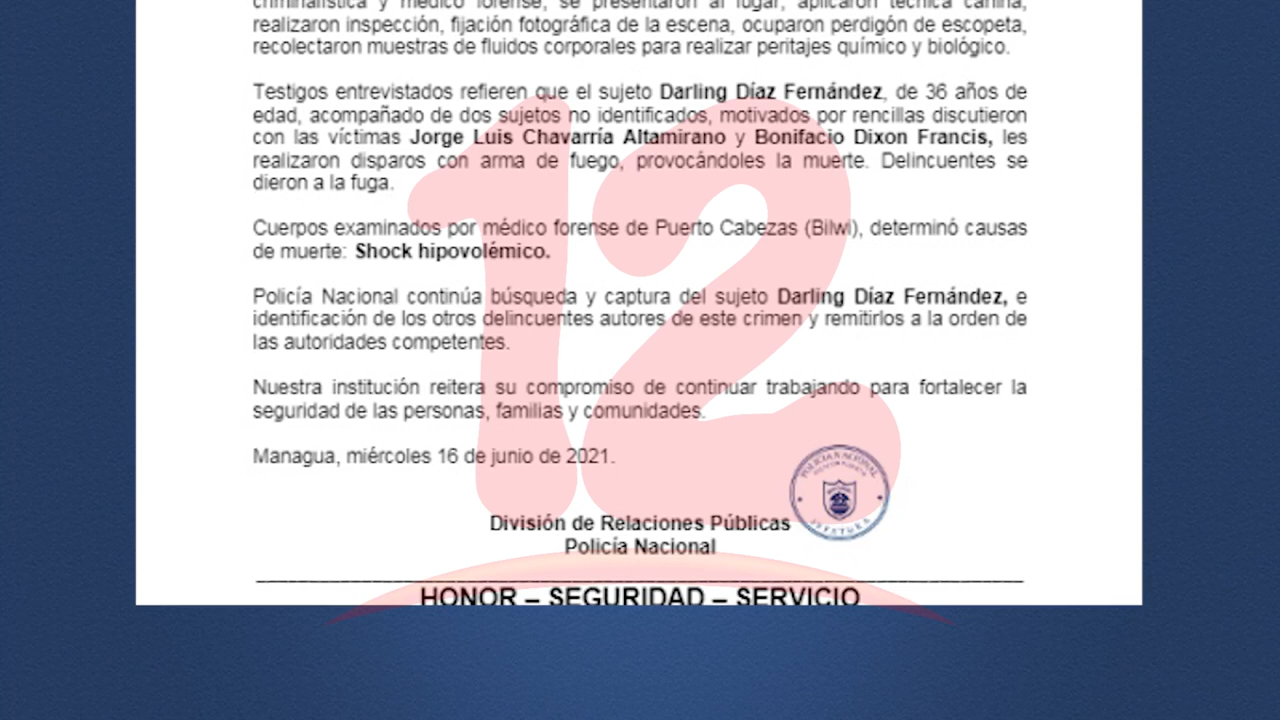 criminalística y médico forense, se presentaron al lugar, aplicaron técnica canina,
realizaron inspección, fijación fotográfica de la escena, ocuparon perdigón de escopeta,
recolectaron muestras de fluidos corporales para realizar peritajes químico y biológico.
Testigos entrevistados refieren que el sujeto Darling Díaz Fernández, de 36 años de
edad, acompañado de dos sujetos no identificados, motivados por rencillas discutieron
con las víctimas Jorge Luis Chavarría Altamirano y Bonifacio Dixon Francis, les
realizaron disparos con arma de fuego, provocándoles la muerte. Delincuentes se
dieron a la fuga.
Cuerpos examinados por médico forense de Puerto Cabezas (Bilwi), determinó causas
de muerte: Shock hipovolémico.
Policía Nacional continúa búsqueda y captura del sujeto Darling Díaz Fernández, e
identificación de los otros delincuentes autores de este crimen y remitirlos a la orden de
las autoridades competentes.
Nuestra institución reitera su compromiso de continuar trabajando para fortalecer la
seguridad de las personas, familias y comunidades.
Managua, miércoles 16 de junio de 2021.
12
POLICIA NACIONAL
JEFATURA
División de Relaciones Públicas
Policía Nacional
HONOR – SEGURIDAD – SERVICIO